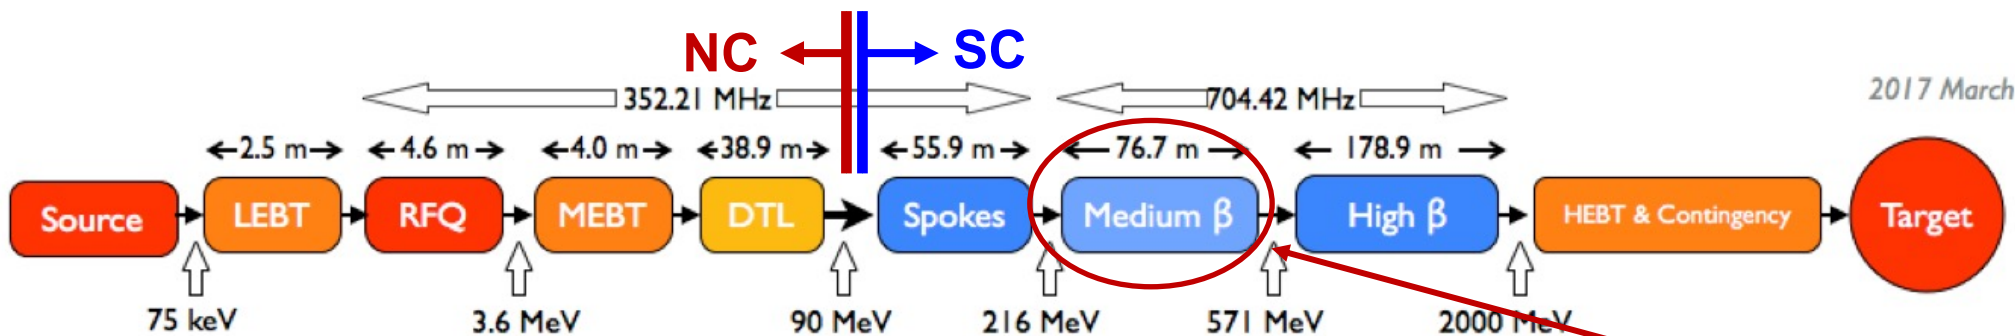 NC SC
352.21 MHz 704.42 MHz 2017 March
2.5 m 4.6 m 4.0 m 38.9 m 55.9 m 76.7 m 178.9 m
Source LEBT RFQ MEBT DTL Spokes Medium β High β HEBT & Contingency Target
75 keV 3.6 MeV 90 MeV 216 MeV 571 MeV 2000 MeV